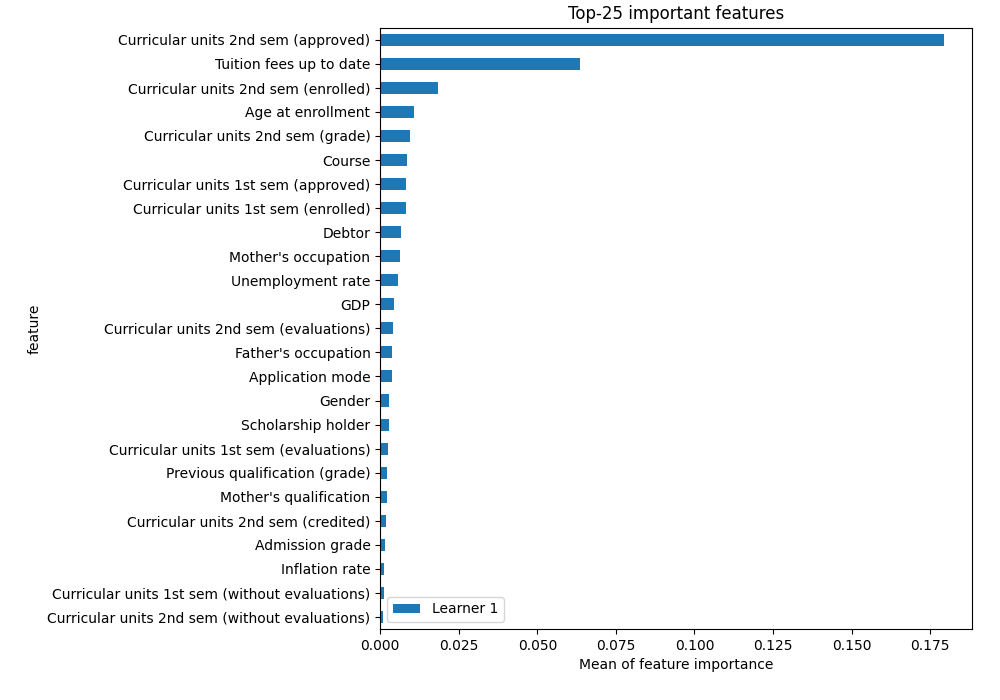 Top-25 important features
Curricular units 2nd sem (approved)
Tuition fees up to date
Curricular units 2nd sem (enrolled)
Age at enrollment
Curricular units 2nd sem (grade)
Course
Curricular units 1st sem (approved)
Curricular units 1st sem (enrolled)
Debtor
Mother's occupation
Unemployment rate
GDP
Curricular units 2nd sem (evaluations)
Father's occupation
Application mode
Gender
Scholarship holder
Curricular units 1st sem (evaluations)
Previous qualification (grade)
Mother's qualification
Curricular units 2nd sem (credited)
Admission grade
Inflation rate
Curricular units 1st sem (without evaluations)
Curricular units 2nd sem (without evaluations)
feature
Learner 1
0.000 0.025 0.050 0.075 0.100 0.125 0.150 0.175
Mean of feature importance